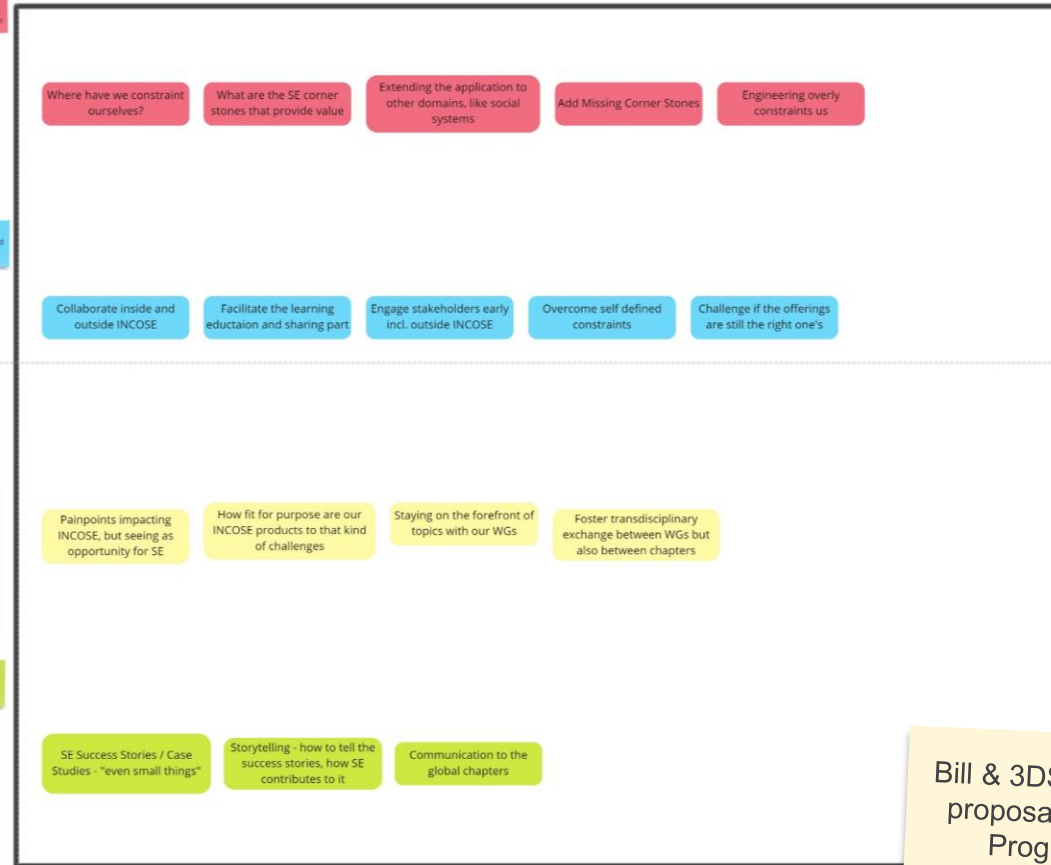 Where have we constraint
ourselves?
What are the SE corner
stones that provide value
Extending the application to
other domains, like social
systems
Add Missing Corner Stones
Engineering overly
constraints us
Collaborate inside and
outside INCOSE
Facilitate the learning
eductaion and sharing part
Engage stakeholders early
incl. outside INCOSE
Overcome self defined
constraints
Challenge if the offerings
are still the right one's
Painpoints impacting
INCOSE, but seeing as
opportunity for SE
How fit for purpose are our
INCOSE products to that kind
of challenges
Staying on the forefront of
topics with our WGs
Foster transdisciplinary
exchange between WGs but
also between chapters
SE Success Stories / Case
Studies - "even small things"
Storytelling - how to tell the
success stories, how SE
contributes to it
Communication to the
global chapters
Bill & 3DS
proposa
Prog